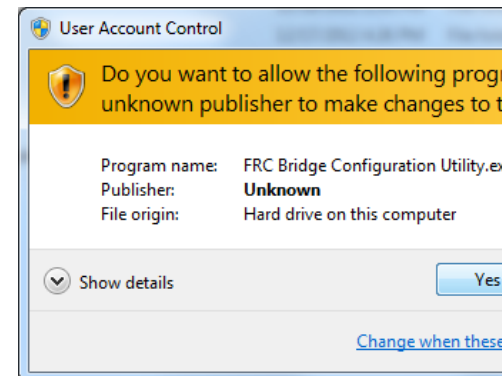 User Account Control
Do you want to allow the following progr
unknown publisher to make changes to t
Program name: FRC Bridge Configuration Utility.ex
Publisher: Unknown
File origin: Hard drive on this computer
Show details
Yes
Change when these